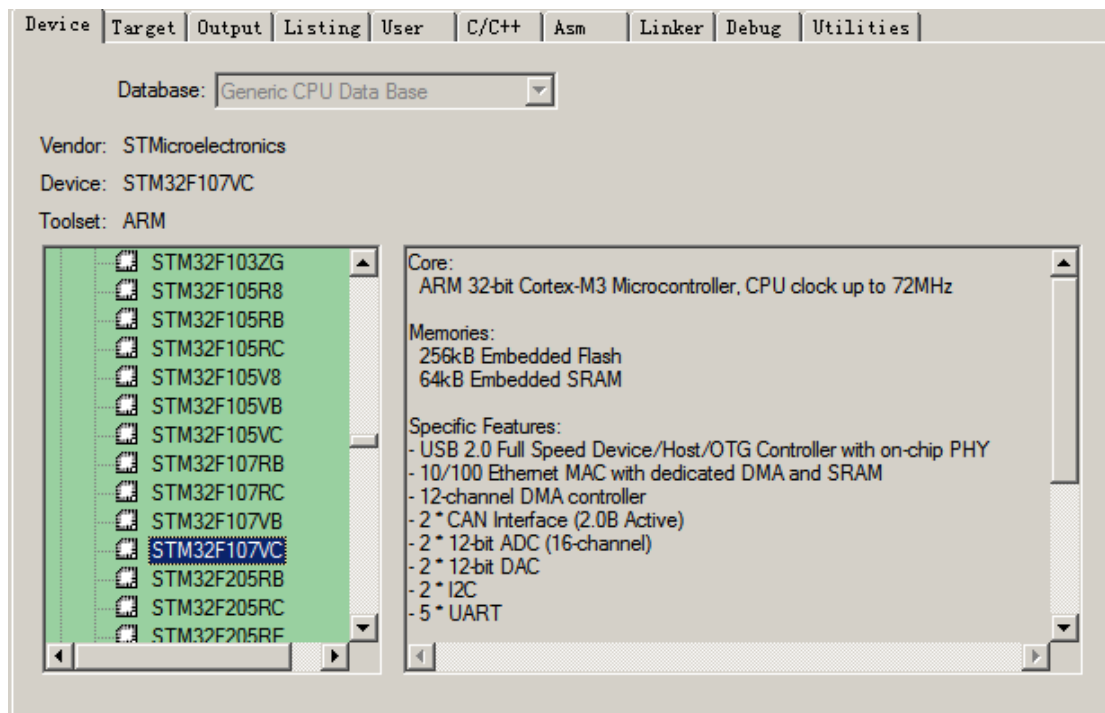 Device Target Output Listing User C/C++ Asm Linker Debug Utilities
Database: Generic CPU Data Base
Vendor: STMicroelectronics
Device: STM32F107VC
Toolset: ARM
STM32F103ZG
STM32F105R8
STM32F105RB
STM32F105RC
STM32F105V8
STM32F105VB
STM32F105VC
STM32F107RB
STM32F107RC
STM32F107VB
STM32F107VC
STM32F205RB
STM32F205RC
STM32F205RE
Core:
ARM 32-bit Cortex-M3 Microcontroller, CPU clock up to 72MHz
Memories:
256kB Embedded Flash
64kB Embedded SRAM
Specific Features:
- USB 2.0 Full Speed Device/Host/OTG Controller with on-chip PHY
- 10/100 Ethernet MAC with dedicated DMA and SRAM
- 12-channel DMA controller
- 2 * CAN Interface (2.0B Active)
- 2 * 12-bit ADC (16-channel)
- 2 * 12-bit DAC
- 2 * I2C
- 5 * UART